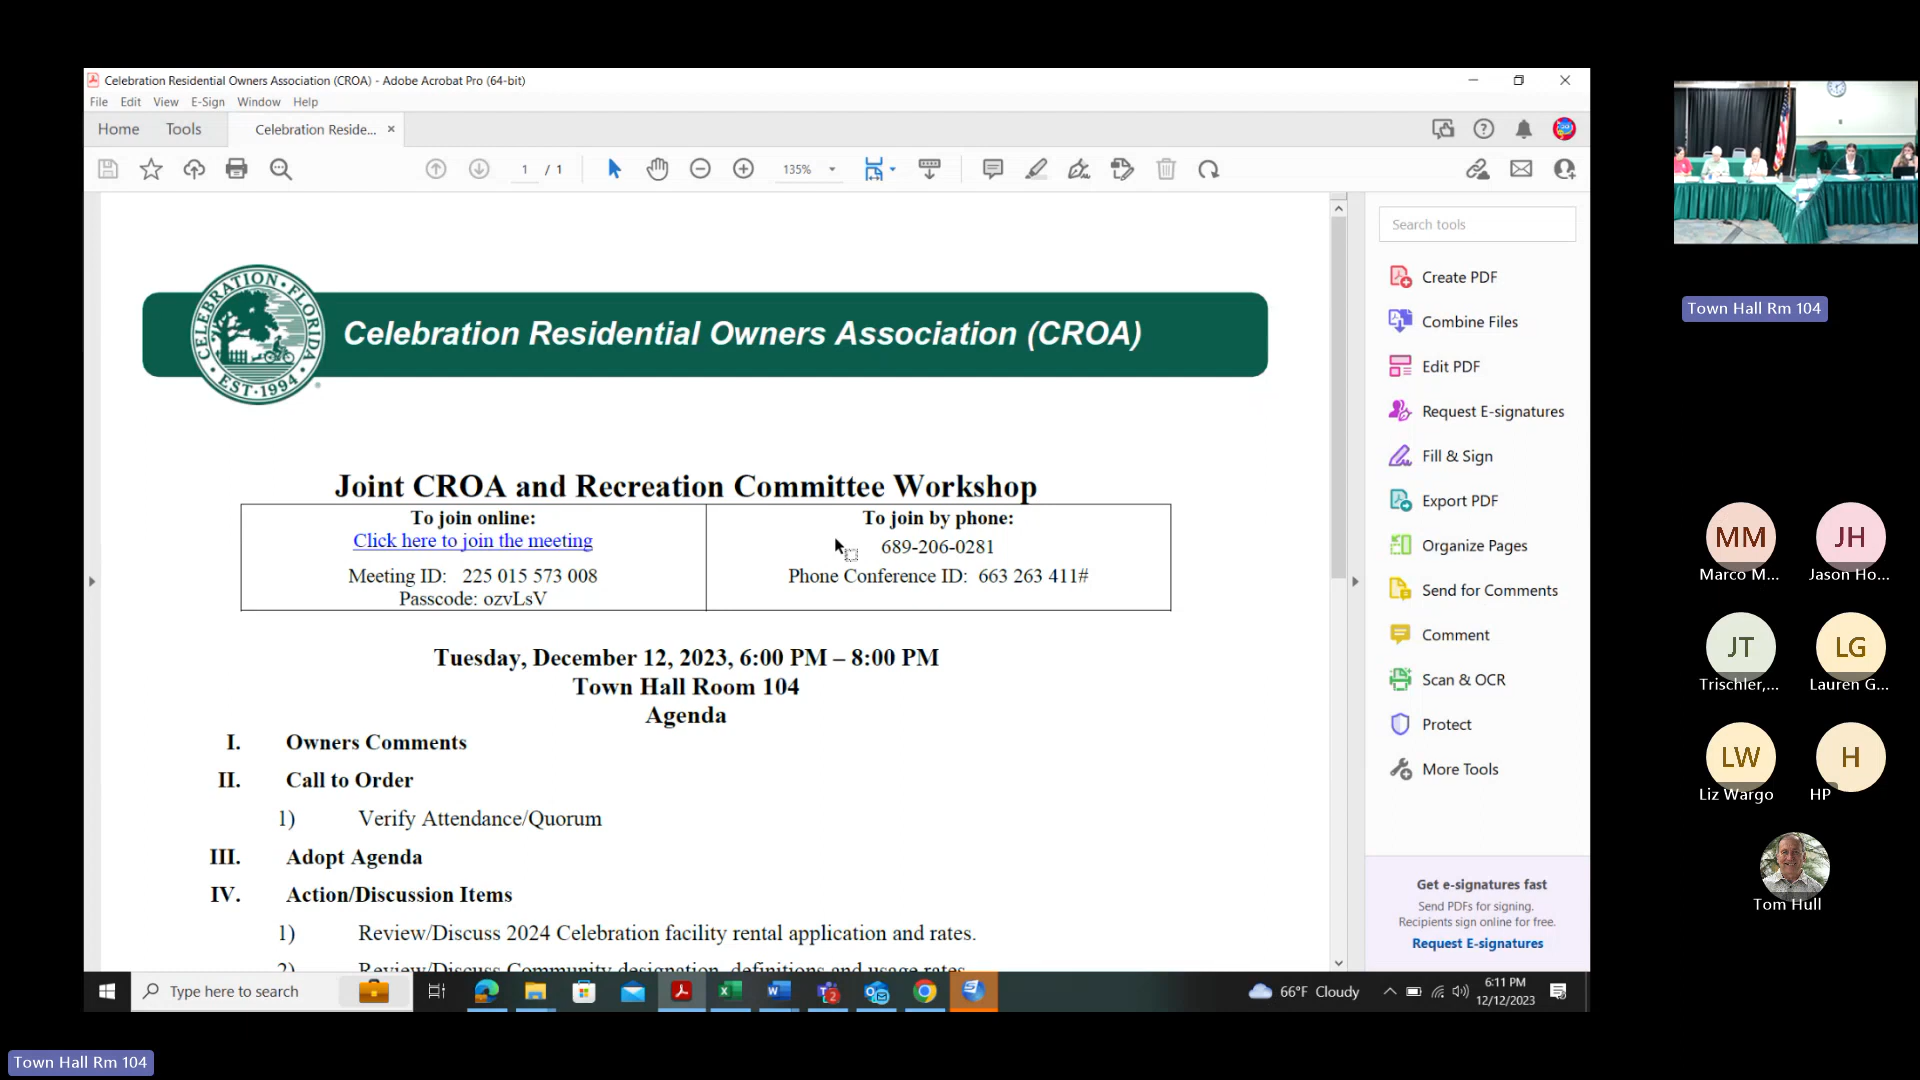 Celebration Residential Owners Association (CROA) - Adobe Acrobat Pro (64-bit)
File Edit View E-Sign Window Help
Home Tools Celebration Reside... ×
1 / 1 135%
Search tools
Create PDF
Combine Files
Edit PDF
Request E-signatures
Fill & Sign
Export PDF
Organize Pages
Send for Comments
Comment
Scan & OCR
Protect
More Tools
Get e-signatures fast
Send PDFs for signing.
Recipients sign online for free.
Request E-signatures
CELEBRATION FLORIDA
EST. 1994
Celebration Residential Owners Association (CROA)
Joint CROA and Recreation Committee Workshop
To join online:
Click here to join the meeting
Meeting ID: 225 015 573 008
Passcode: ozvLsV
To join by phone:
689-206-0281
Phone Conference ID: 663 263 411#
Tuesday, December 12, 2023, 6:00 PM – 8:00 PM
Town Hall Room 104
Agenda
I. Owners Comments
II. Call to Order
1) Verify Attendance/Quorum
III. Adopt Agenda
IV. Action/Discussion Items
1) Review/Discuss 2024 Celebration facility rental application and rates.
2) Review/Discuss Community designation, definitions and usage rates
Type here to search
66°F Cloudy
6:11 PM
12/12/2023
Town Hall Rm 104
MM JH
Marco M... Jason Ho...
JT LG
Trischler,... Lauren G...
LW H
Liz Wargo HP
Tom Hull
Town Hall Rm 104